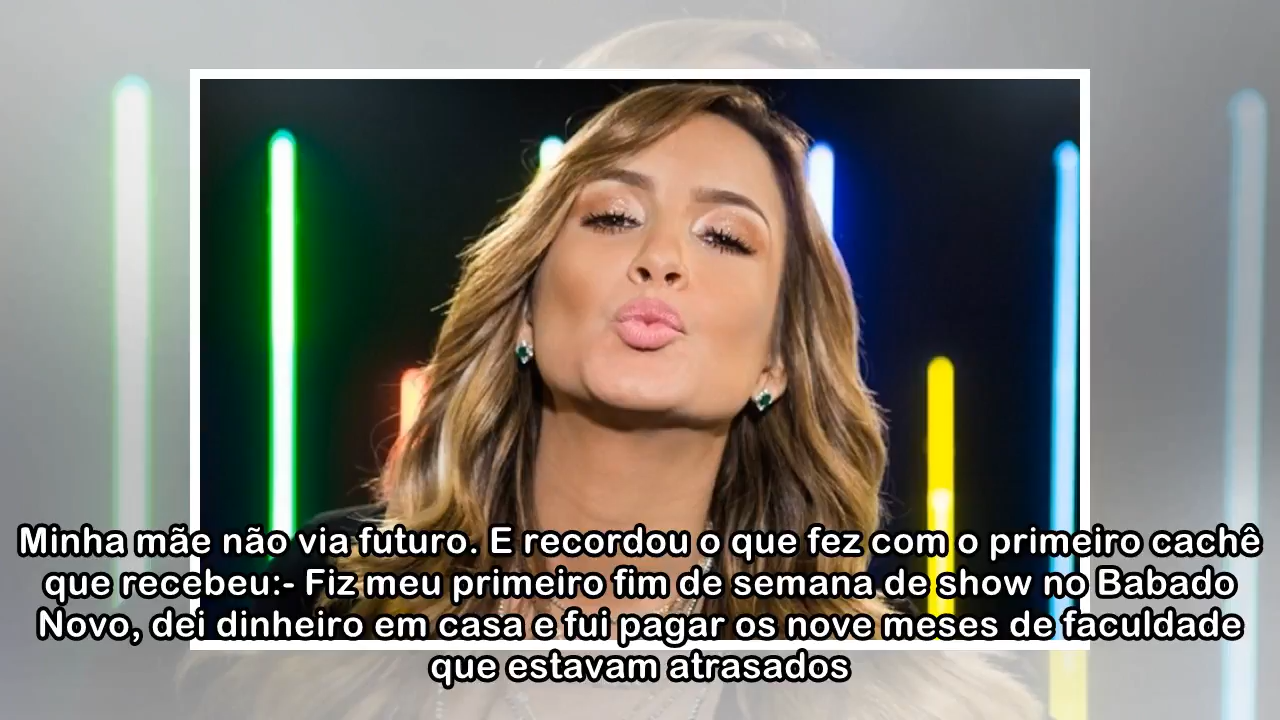 Minha mãe não via futuro. E recordou o que fez com o primeiro cachê
que recebeu:- Fiz meu primeiro fim de semana de show no Babado
Novo, dei dinheiro em casa e fui pagar os nove meses de faculdade
que estavam atrasados